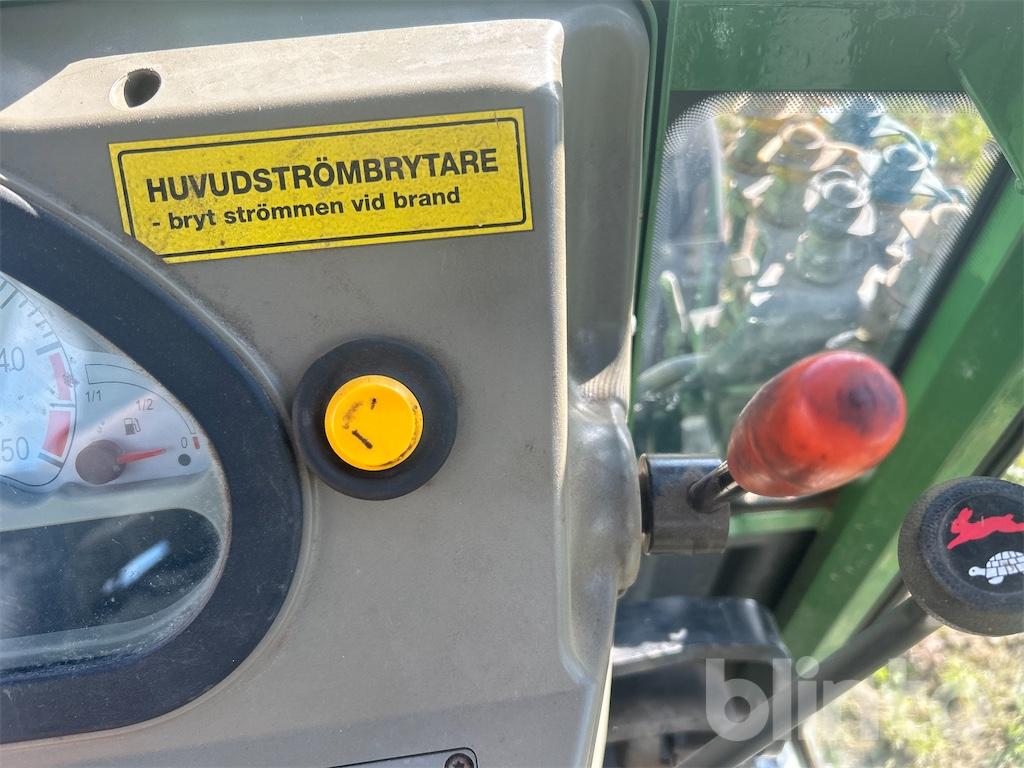 HUVUDSTRÖMBRYTARE
- bryt strömmen vid brand
40
50
1/1
1/2
0
blinto